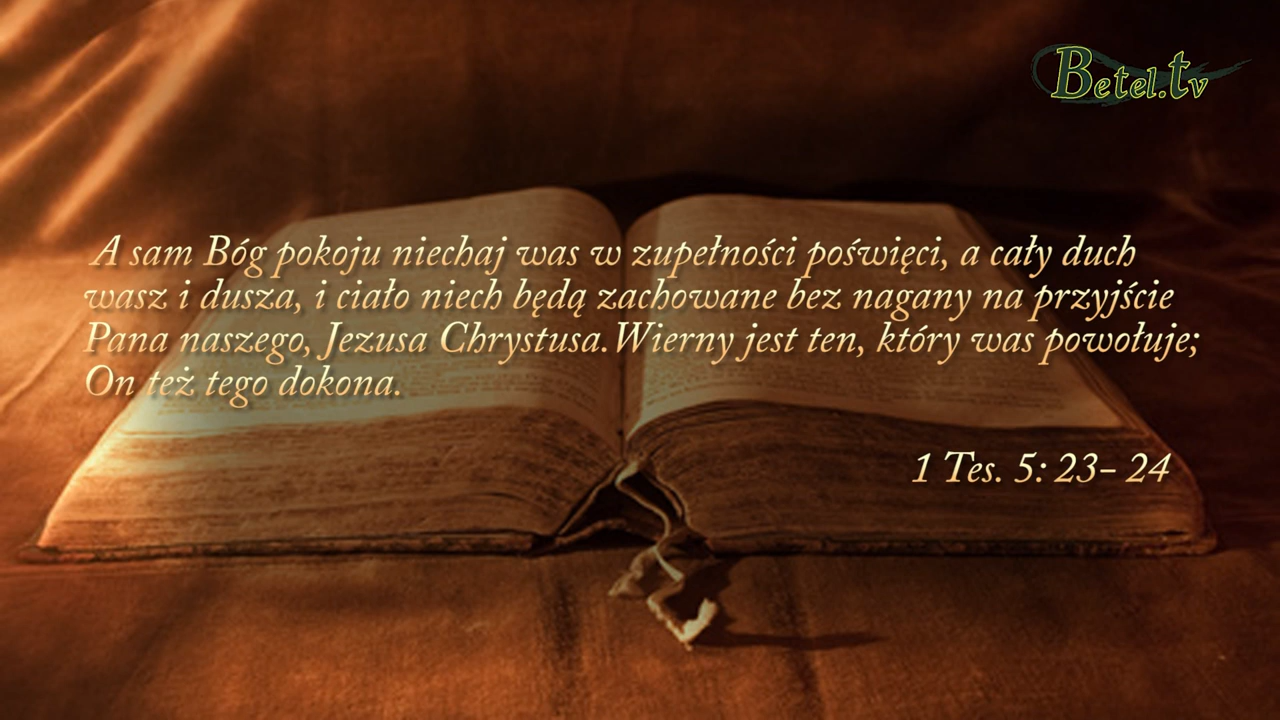 Betel.tv
A sam Bóg pokoju niechaj was w zupełności poświęci, a cały duch
wasz i dusza, i ciało niech będą zachowane bez nagany na przyjście
Pana naszego, Jezusa Chrystusa.Wierny jest ten, który was powołuje;
On też tego dokona.
1 Tes. 5: 23- 24